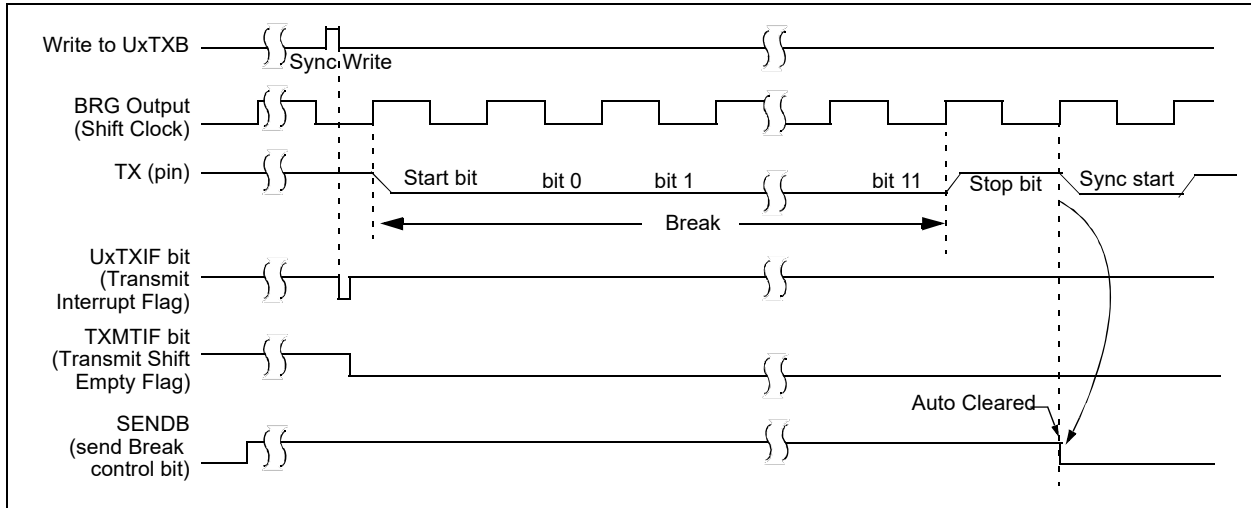 Write to UxTXB
Sync Write
BRG Output
(Shift Clock)
TX (pin)
Start bit
bit 0
bit 1
bit 11
Stop bit
Sync start
Break
UxTXIF bit
(Transmit
Interrupt Flag)
TXMTIF bit
(Transmit Shift
Empty Flag)
Auto Cleared
SENDB
(send Break
control bit)